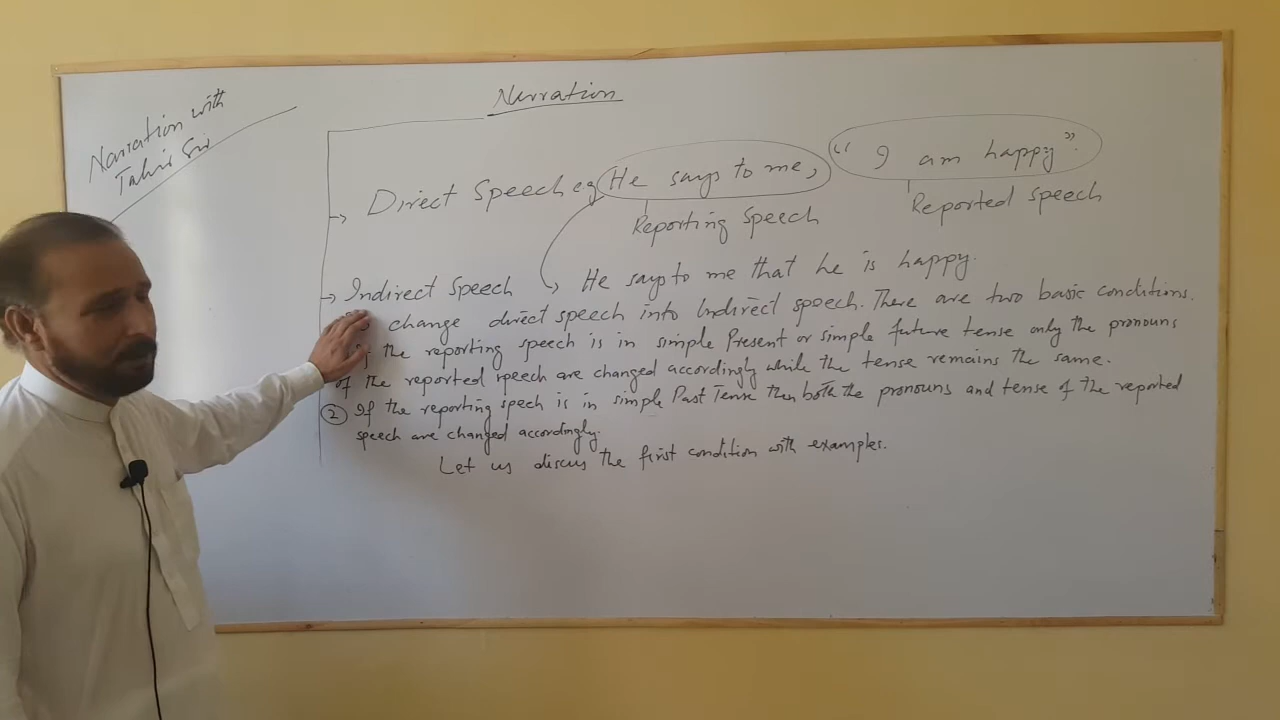 Narration
Narration with
Tahir Sir
Direct Speech eg He says to me, "I am happy".
Reporting Speech
Reported speech
Indirect Speech → He says to me that he is happy.
change direct speech into Indirect speech. There are two basic conditions.
the reporting speech is in simple Present or simple future tense only the pronouns
of the reported speech are changed accordingly while the tense remains the same.
② If the reporting spech is in simple Past Tense then both the pronouns and tense of the reported
speech are changed accordingly.
Let us discus the first condition with examples.